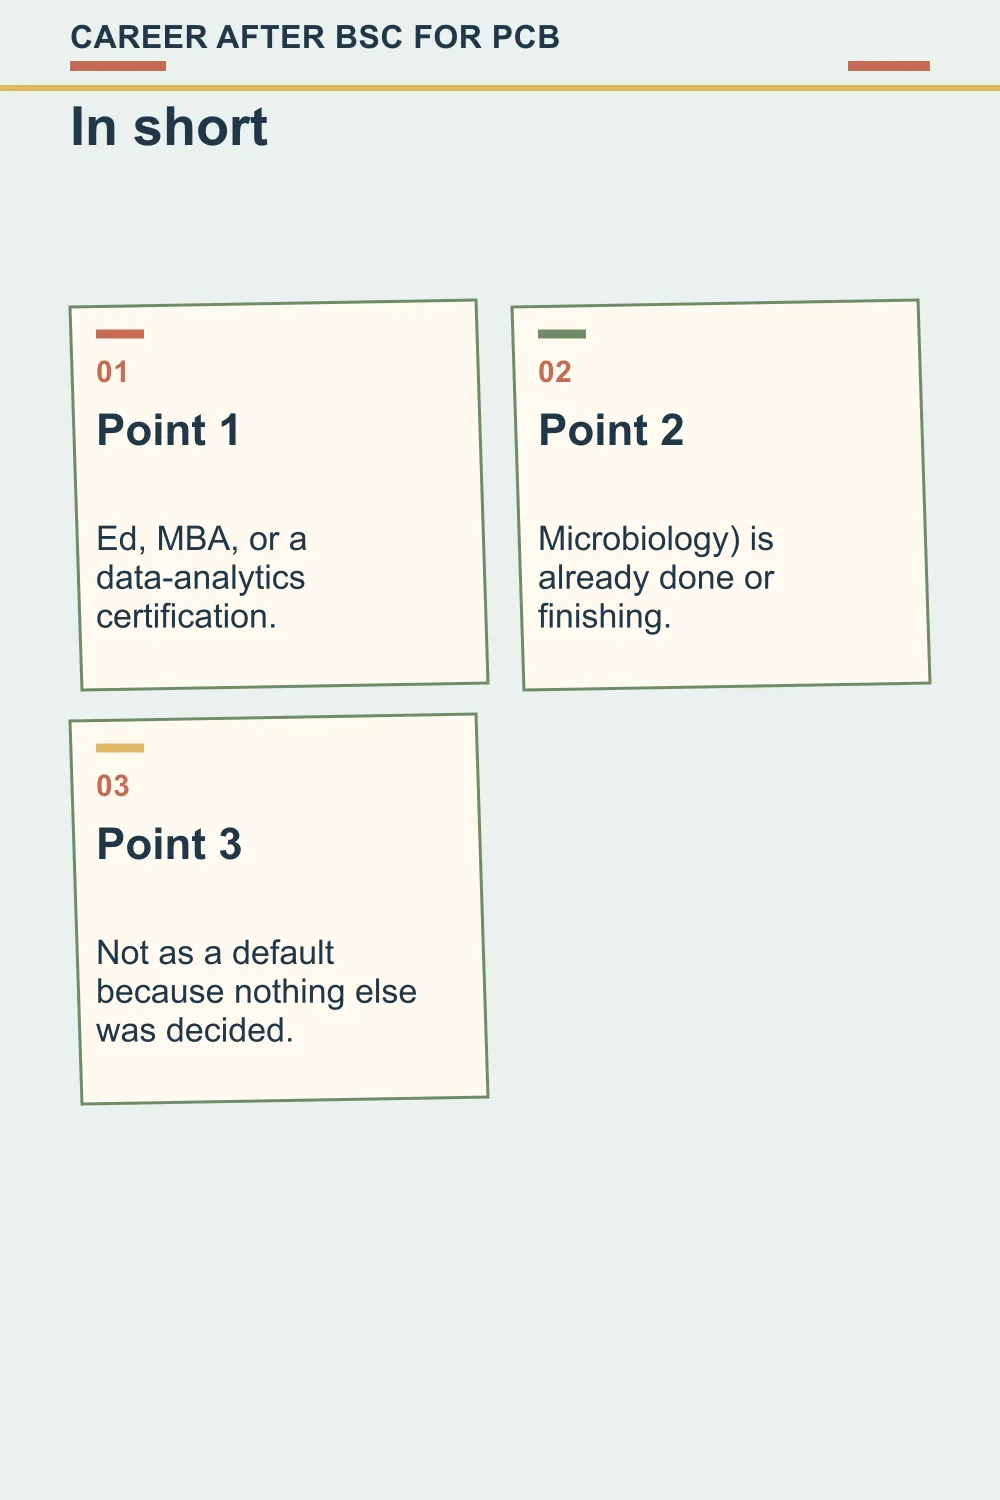 CAREER AFTER BSC FOR PCB
In short
01
Point 1
Ed, MBA, or a
data-analytics
certification.
02
Point 2
Microbiology) is
already done or
finishing.
03
Point 3
Not as a default
because nothing else
was decided.